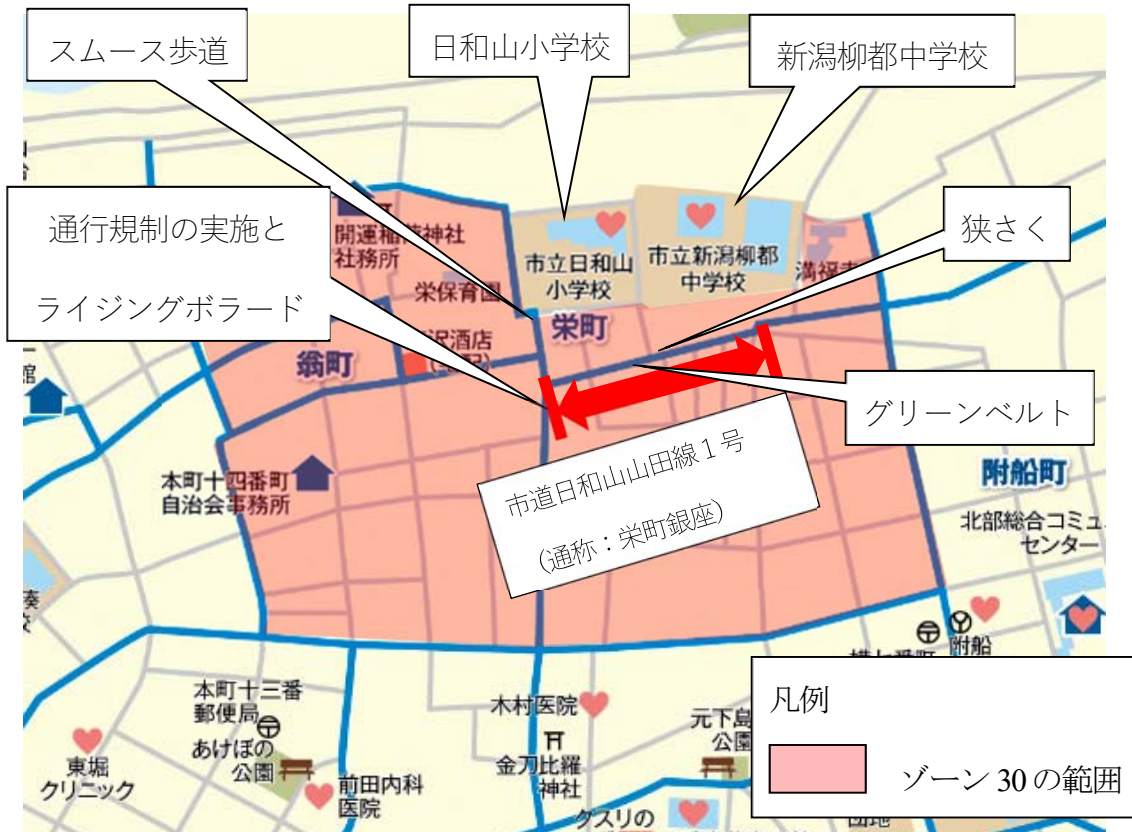 スムース歩道
日和山小学校
新潟柳都中学校
通行規制の実施と
ライジングボラード
狭さく
グリーンベルト
市道日和山山田線１号
（通称：栄町銀座）
開運稲荷神社
社務所
栄保育園
沢酒店
翁町
栄町
市立日和山
小学校
市立新潟柳都
中学校
満福寺
本町十四番町
自治会事務所
附船町
北部総合コミュ
センター
館
附船
本町十三番
郵便局
あけぼの
公園
東堀
クリニック
前田内科
医院
木村医院
金刀比羅
神社
元下島
公園
クスリの
凡例
ゾーン 30 の範囲